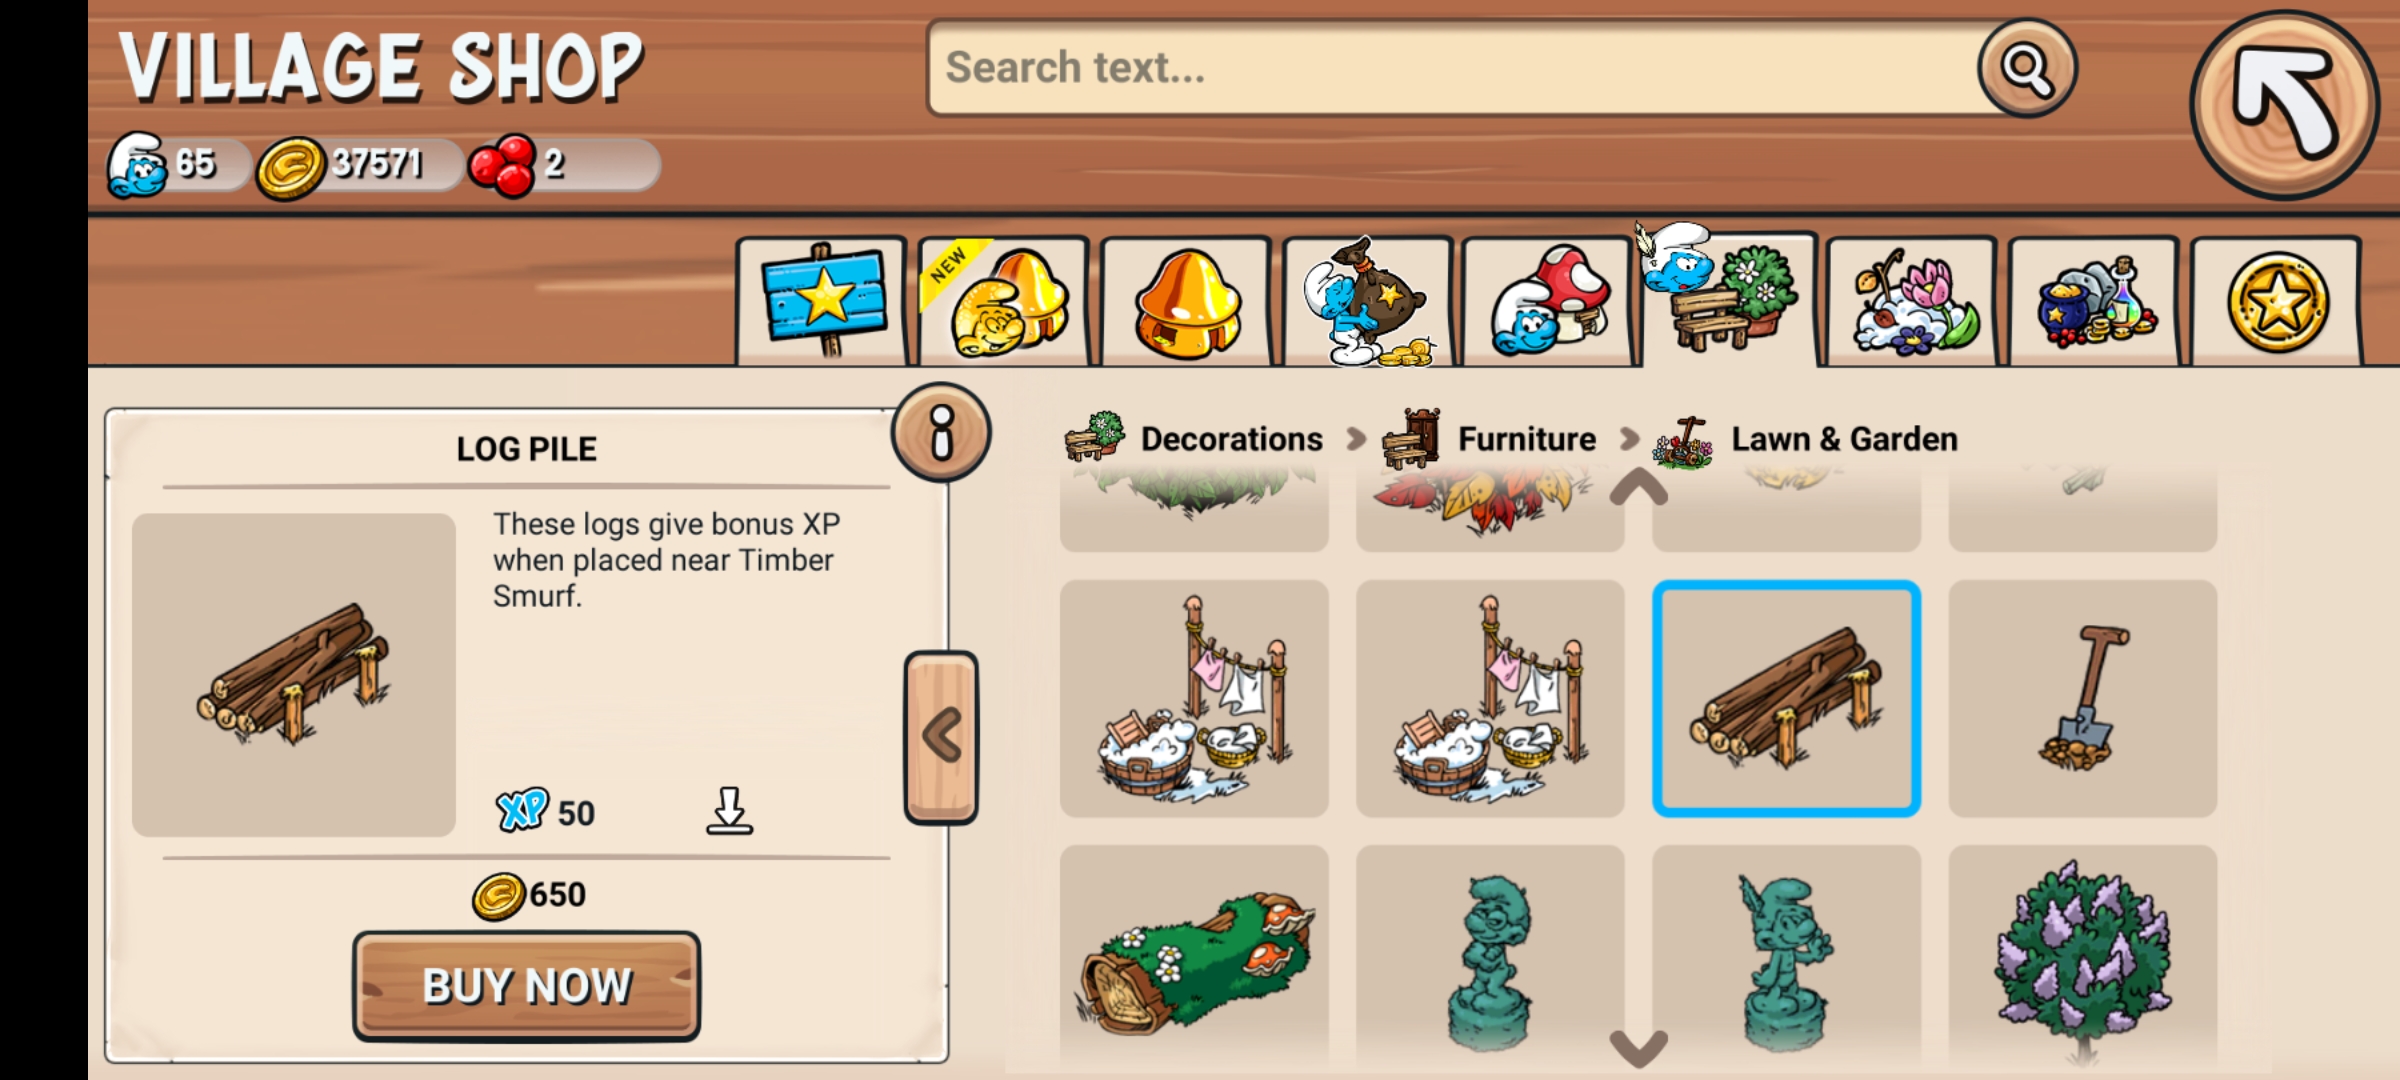 VILLAGE SHOP
Search text...
65
37571
2
NEW
LOG PILE
These logs give bonus XP
when placed near Timber
Smurf.
XP 50
650
BUY NOW
Decorations
Furniture
Lawn & Garden